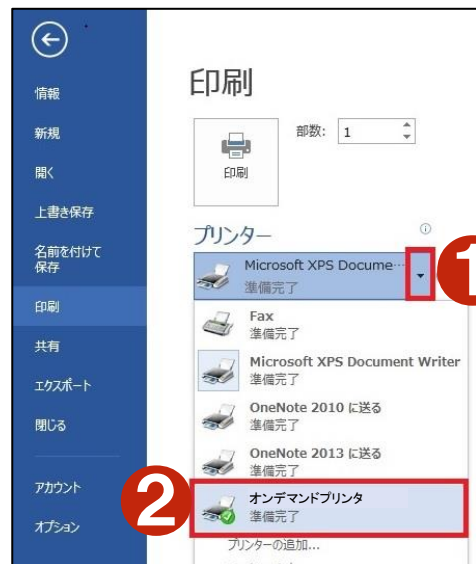 情報
新規
開く
上書き保存
名前を付けて
保存
印刷
共有
エクスポート
閉じる
アカウント
オプション
印刷
印刷
部数: 1
プリンター
Microsoft XPS Docume…
準備完了
1
Fax
準備完了
Microsoft XPS Document Writer
準備完了
OneNote 2010 に送る
準備完了
OneNote 2013 に送る
準備完了
2
オンデマンドプリンタ
準備完了
プリンターの追加...